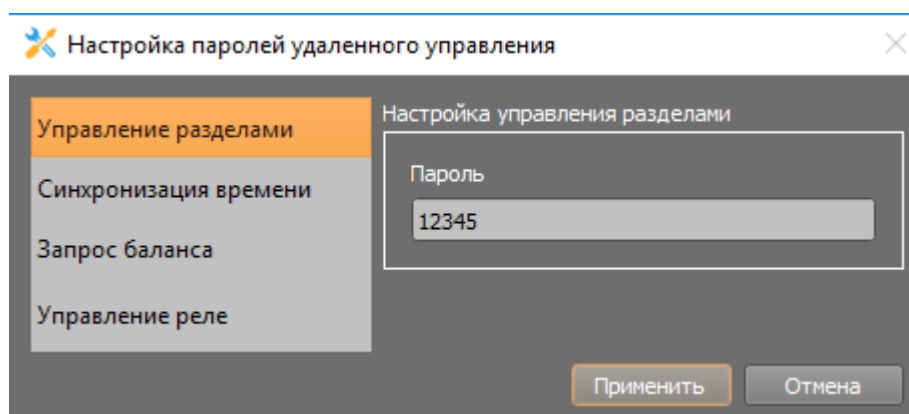 Настройка паролей удаленного управления
Управление разделами
Синхронизация времени
Запрос баланса
Управление реле
Настройка управления разделами
Пароль
12345
Применить
Отмена